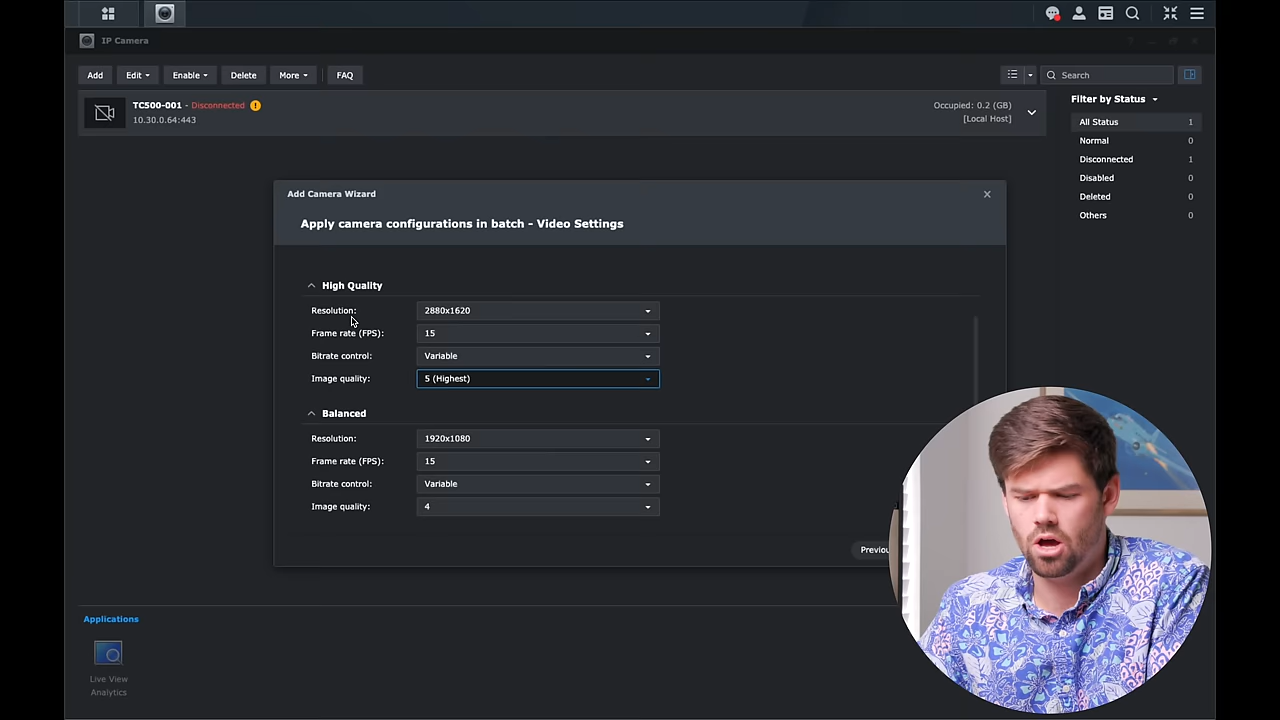 IP Camera
Add Edit Enable Delete More FAQ Search
TC500-001 - Disconnected Occupied: 0.2 (GB)
10.30.0.64:443 [Local Host]
Filter by Status
All Status 1
Normal 0
Disconnected 1
Disabled 0
Deleted 0
Others 0
Add Camera Wizard
Apply camera configurations in batch - Video Settings
High Quality
Resolution: 2880x1620
Frame rate (FPS): 15
Bitrate control: Variable
Image quality: 5 (Highest)
Balanced
Resolution: 1920x1080
Frame rate (FPS): 15
Bitrate control: Variable
Image quality: 4
Previou
Applications
Live View
Analytics